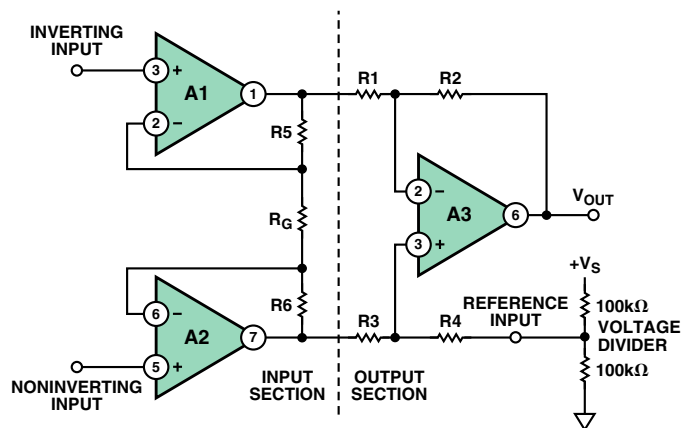 INVERTING
INPUT
3
+
A1
1
2
−
R1
R2
R5
RG
2
−
A3
6
3
+
VOUT
+VS
6
−
A2
7
5
+
R6
R3
R4
REFERENCE
INPUT
100kΩ
VOLTAGE
DIVIDER
100kΩ
NONINVERTING
INPUT
INPUT
SECTION
OUTPUT
SECTION